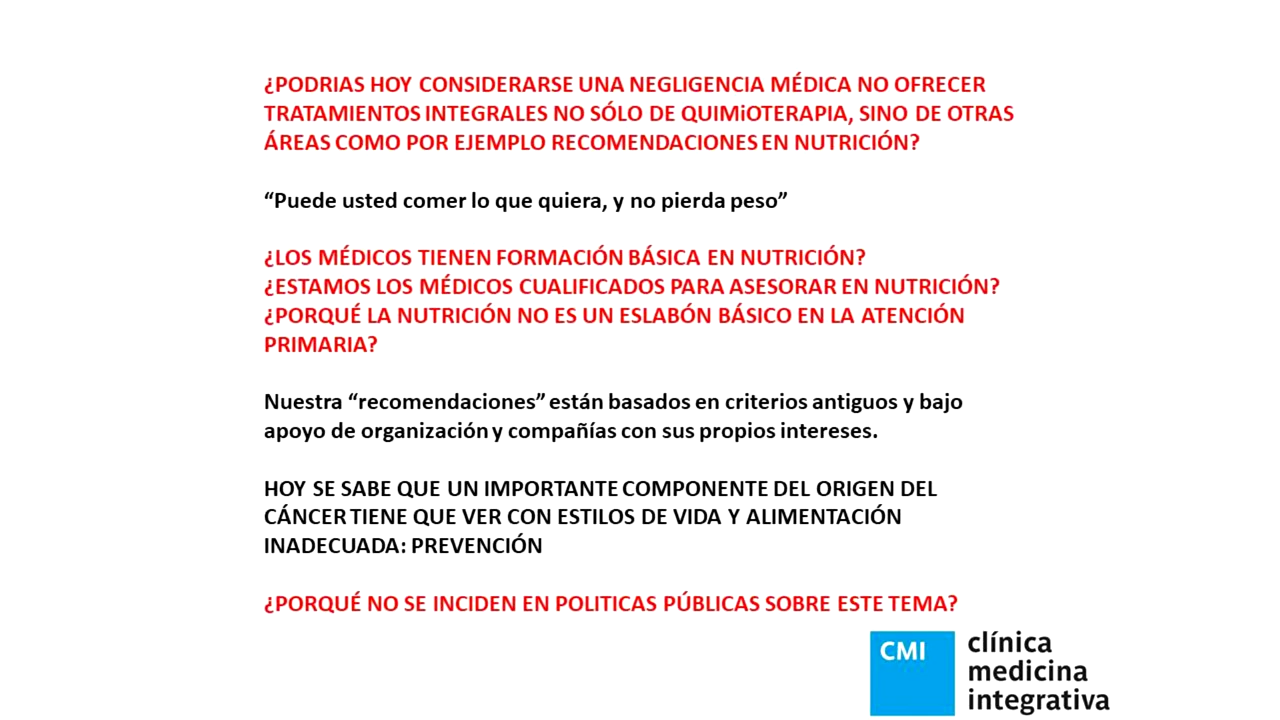 ¿PODRIAS HOY CONSIDERARSE UNA NEGLIGENCIA MÉDICA NO OFRECER
TRATAMIENTOS INTEGRALES NO SÓLO DE QUIMiOTERAPIA, SINO DE OTRAS
ÁREAS COMO POR EJEMPLO RECOMENDACIONES EN NUTRICIÓN?
“Puede usted comer lo que quiera, y no pierda peso”
¿LOS MÉDICOS TIENEN FORMACIÓN BÁSICA EN NUTRICIÓN?
¿ESTAMOS LOS MÉDICOS CUALIFICADOS PARA ASESORAR EN NUTRICIÓN?
¿PORQUÉ LA NUTRICIÓN NO ES UN ESLABÓN BÁSICO EN LA ATENCIÓN
PRIMARIA?
Nuestra “recomendaciones” están basados en criterios antiguos y bajo
apoyo de organización y compañías con sus propios intereses.
HOY SE SABE QUE UN IMPORTANTE COMPONENTE DEL ORIGEN DEL
CÁNCER TIENE QUE VER CON ESTILOS DE VIDA Y ALIMENTACIÓN
INADECUADA: PREVENCIÓN
¿PORQUÉ NO SE INCIDEN EN POLITICAS PÚBLICAS SOBRE ESTE TEMA?
CMI
clínica
medicina
integrativa